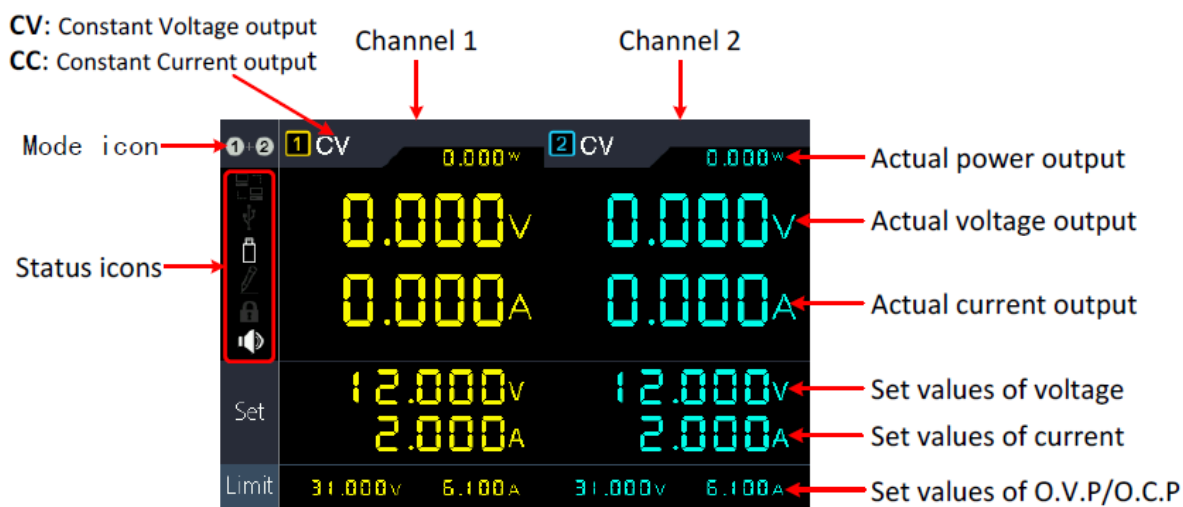 CV: Constant Voltage output
CC: Constant Current output
Channel 1
Channel 2
Mode icon
1+2
1 CV
0.000W
2 CV
0.000W
Actual power output
0.000V
0.000V
Actual voltage output
Status icons
0.000A
0.000A
Actual current output
Set
12.000V
12.000V
Set values of voltage
2.000A
2.000A
Set values of current
Limit
31.000V
6.100A
31.000V
6.100A
Set values of O.V.P/O.C.P